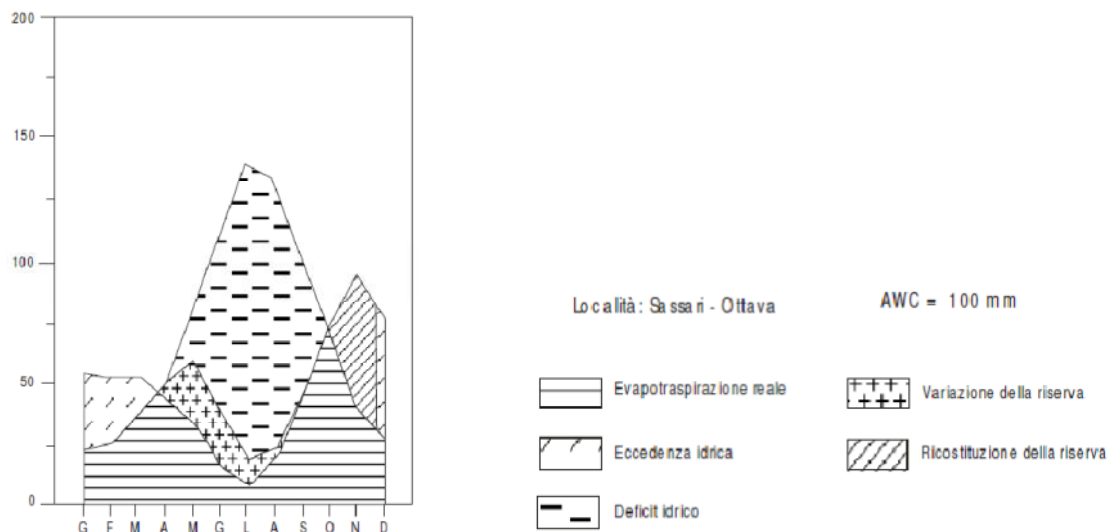 200
150
100
50
0
G F M A M G L A S O N D
Località: Sassari - Ottava
AWC = 100 mm
Evapotraspirazione reale
Variazione della riserva
Eccedenza idrica
Ricostituzione della riserva
Deficit idrico